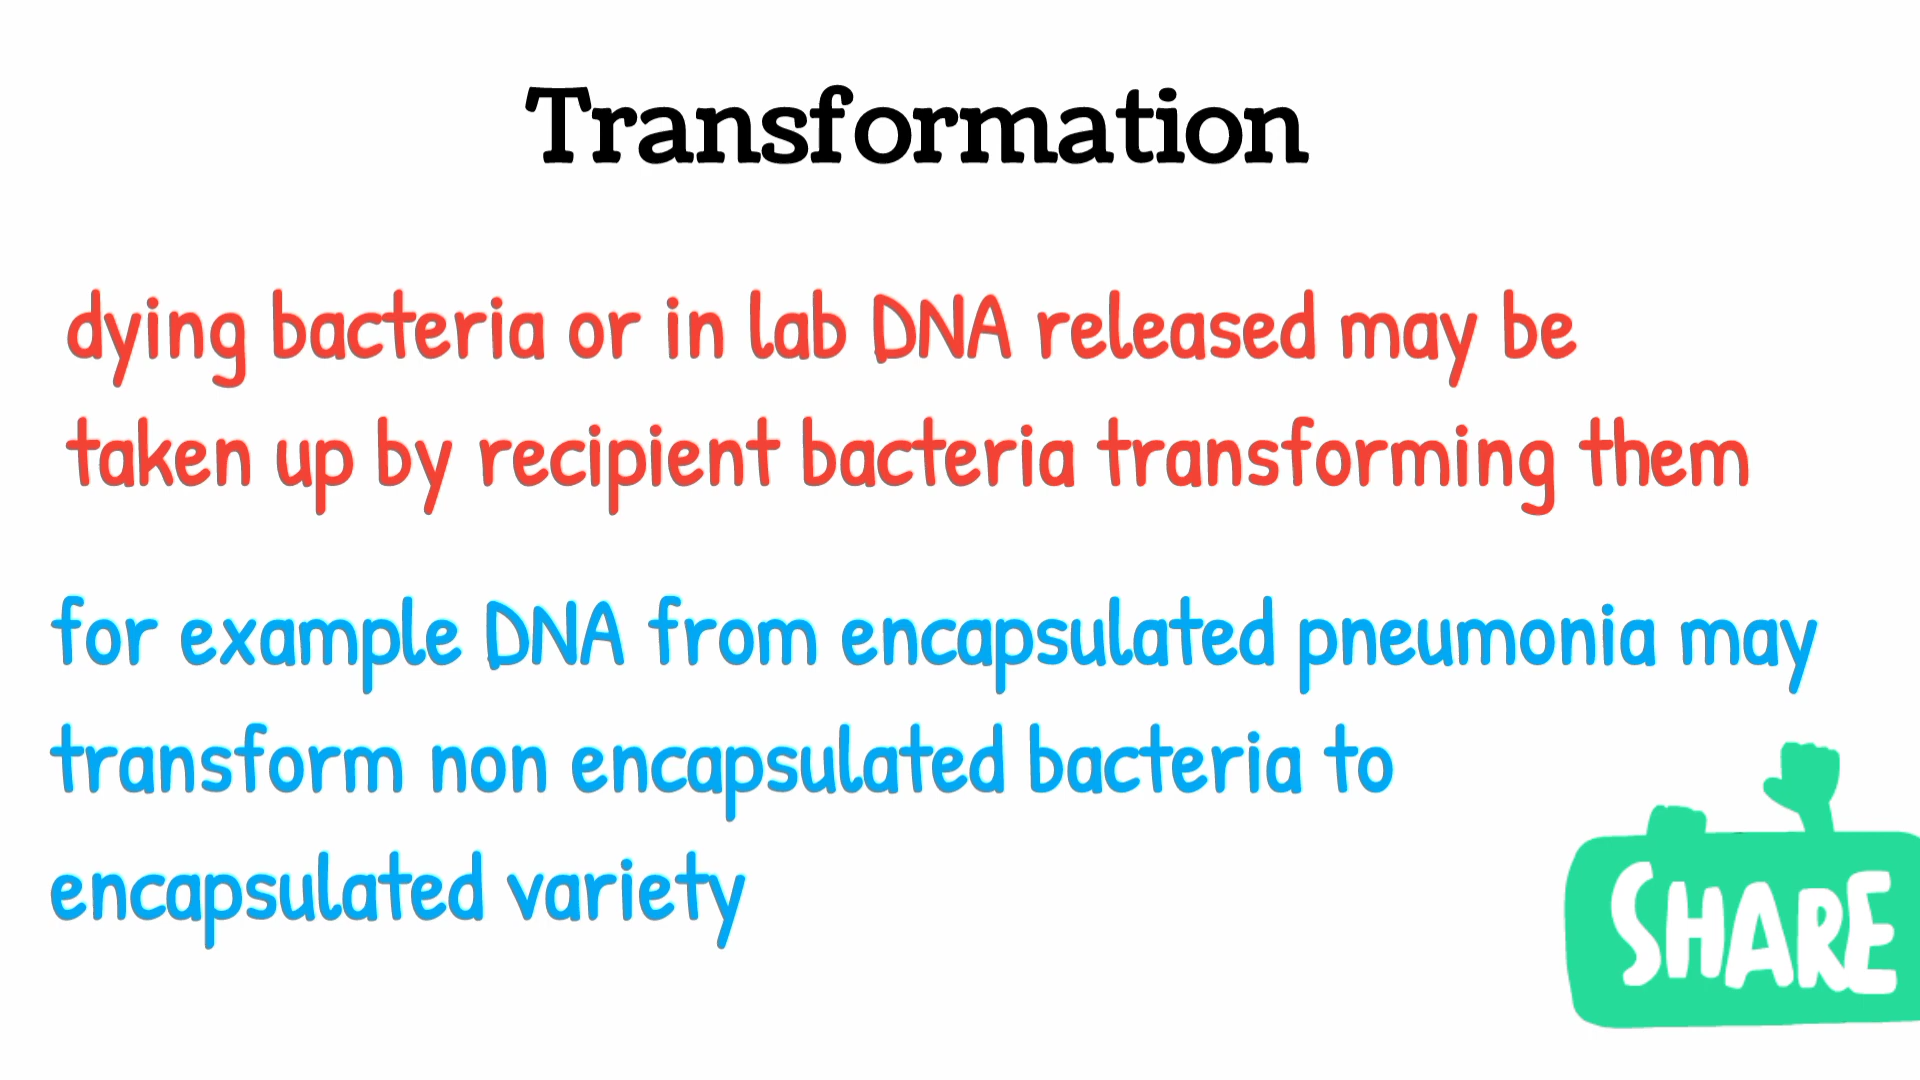 Transformation
dying bacteria or in lab DNA released may be
taken up by recipient bacteria transforming them
for example DNA from encapsulated pneumonia may
transform non encapsulated bacteria to
encapsulated variety
SHARE